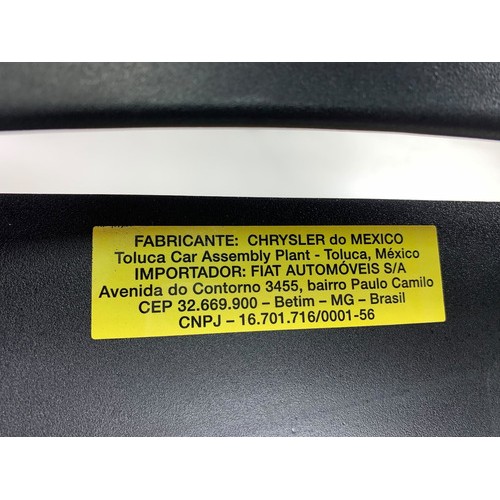 FABRICANTE: CHRYSLER do MEXICO
Toluca Car Assembly Plant - Toluca, México
IMPORTADOR: FIAT AUTOMÓVEIS S/A
Avenida do Contorno 3455, bairro Paulo Camilo
CEP 32.669.900 – Betim – MG – Brasil
CNPJ – 16.701.716/0001-56